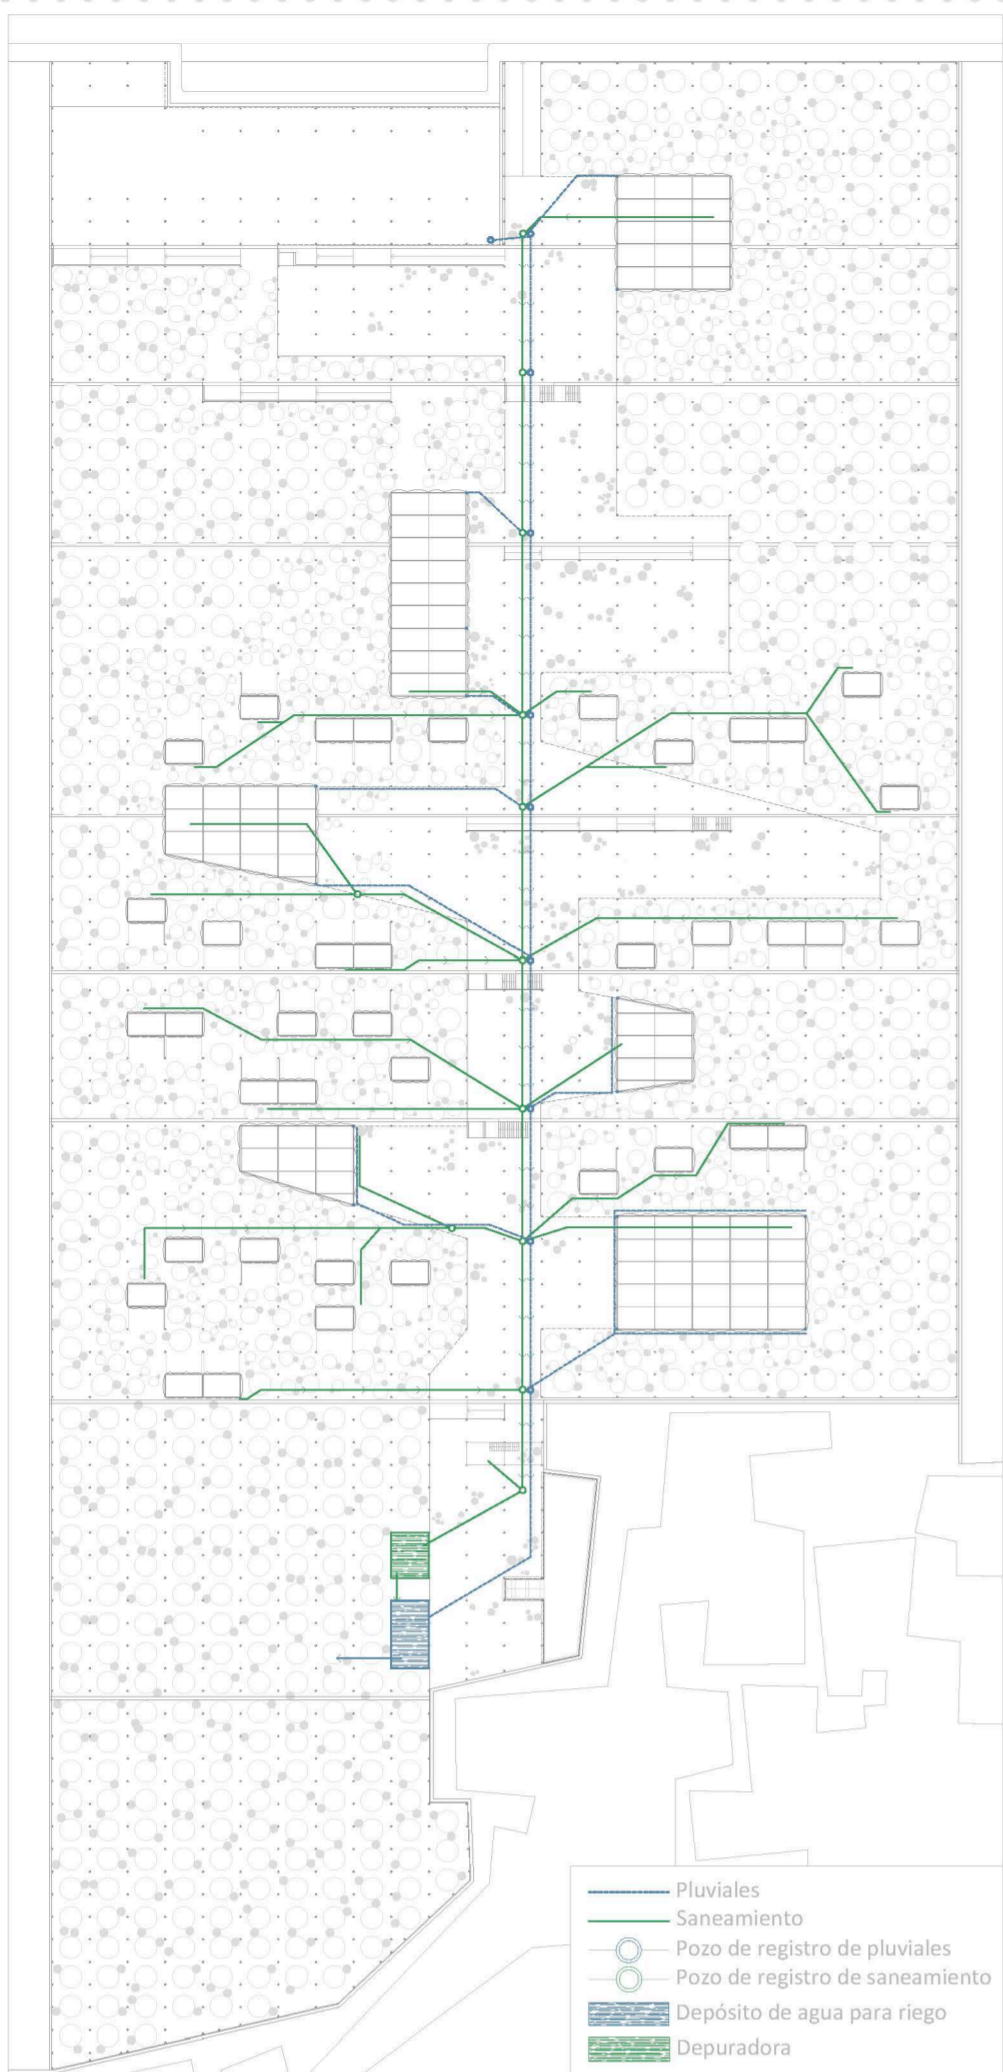 Pluviales
Saneamiento
Pozo de registro de pluviales
Pozo de registro de saneamiento
Depósito de agua para riego
Depuradora